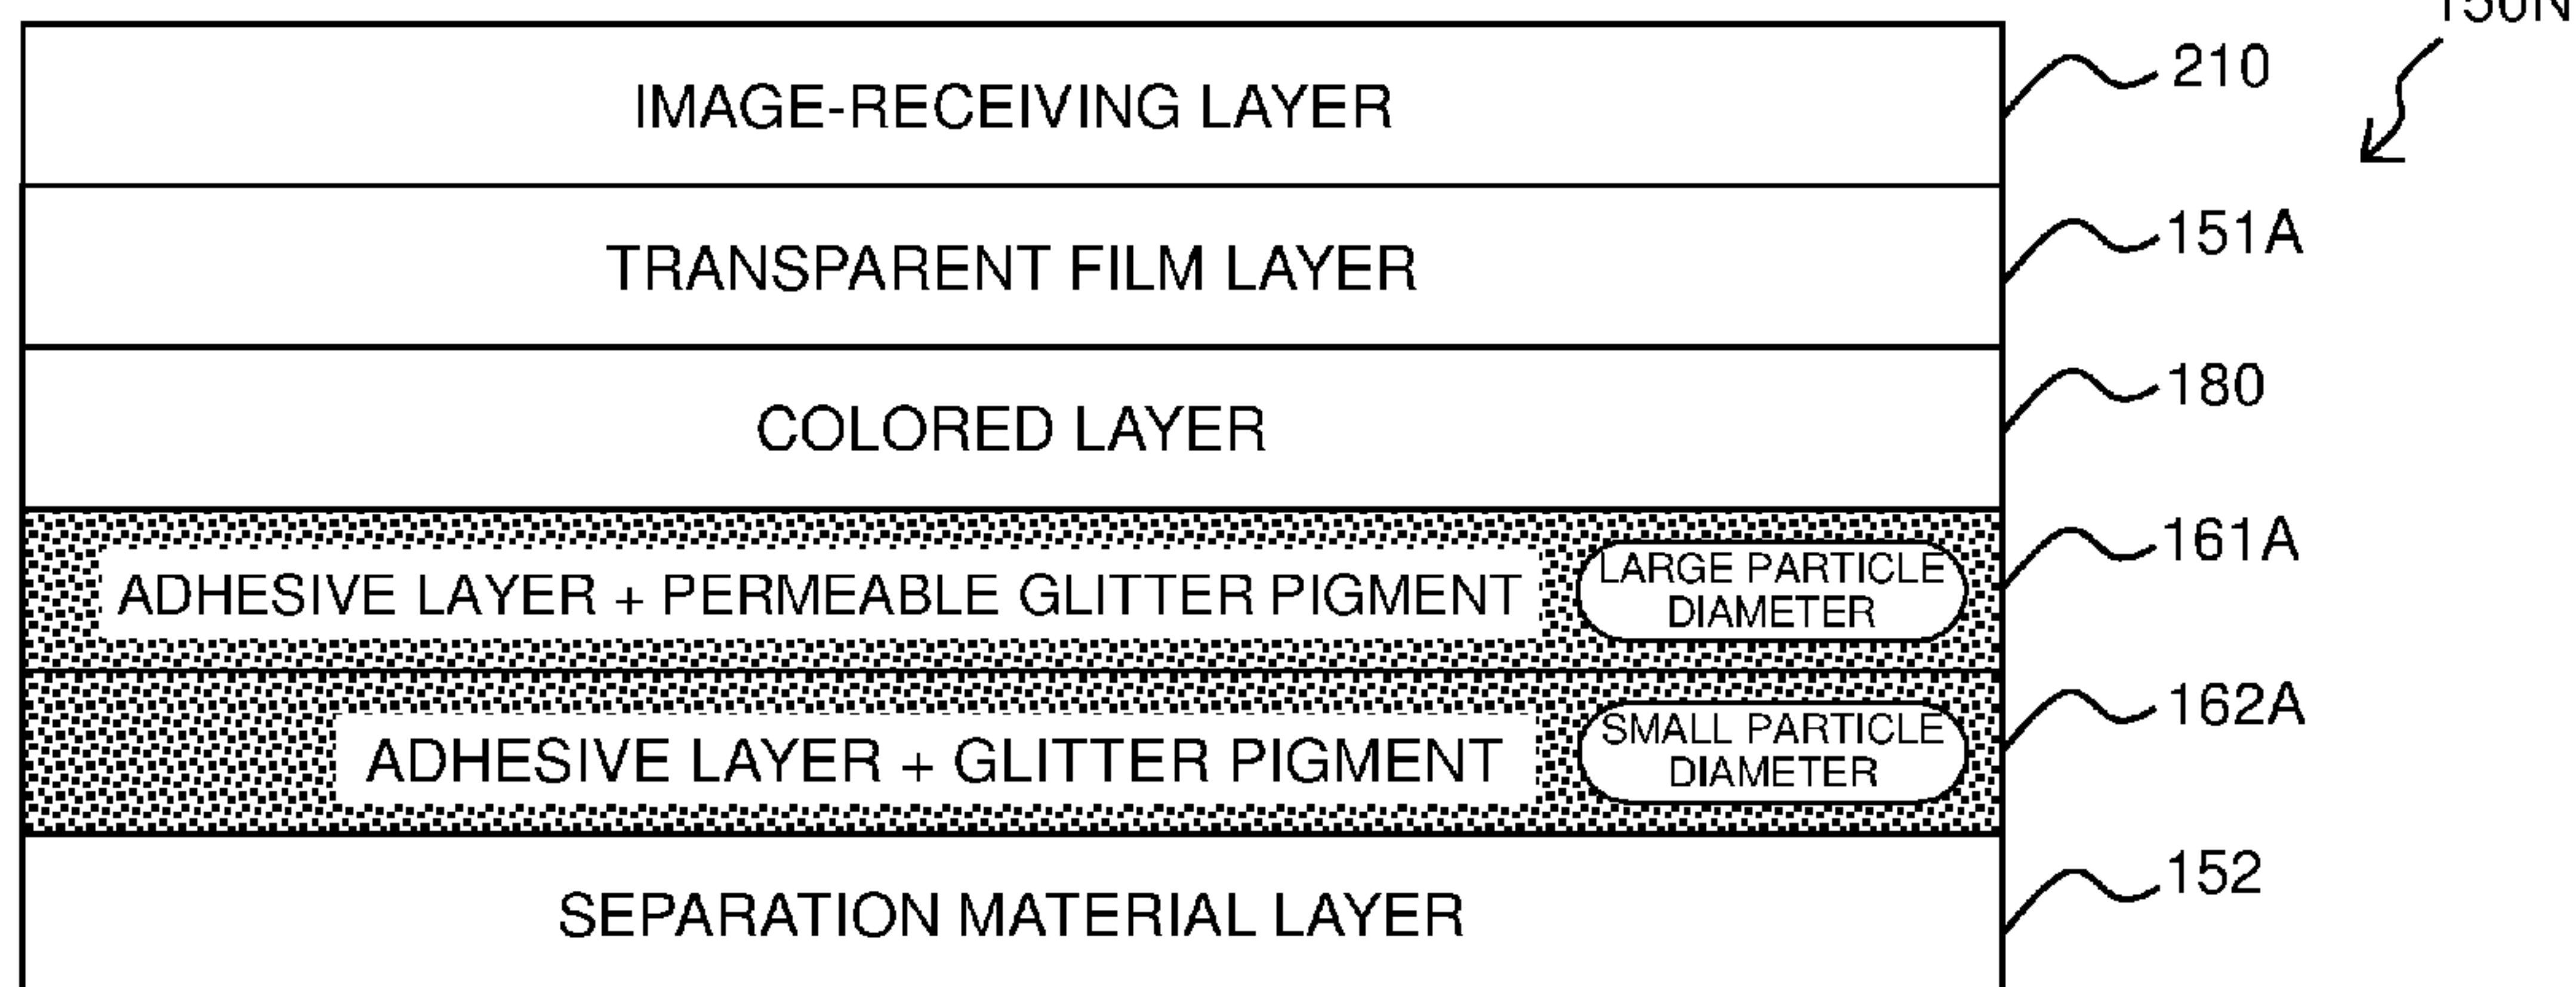 150N
IMAGE-RECEIVING LAYER
210
TRANSPARENT FILM LAYER
151A
COLORED LAYER
180
ADHESIVE LAYER + PERMEABLE GLITTER PIGMENT
LARGE PARTICLE
DIAMETER
161A
ADHESIVE LAYER + GLITTER PIGMENT
SMALL PARTICLE
DIAMETER
162A
SEPARATION MATERIAL LAYER
152